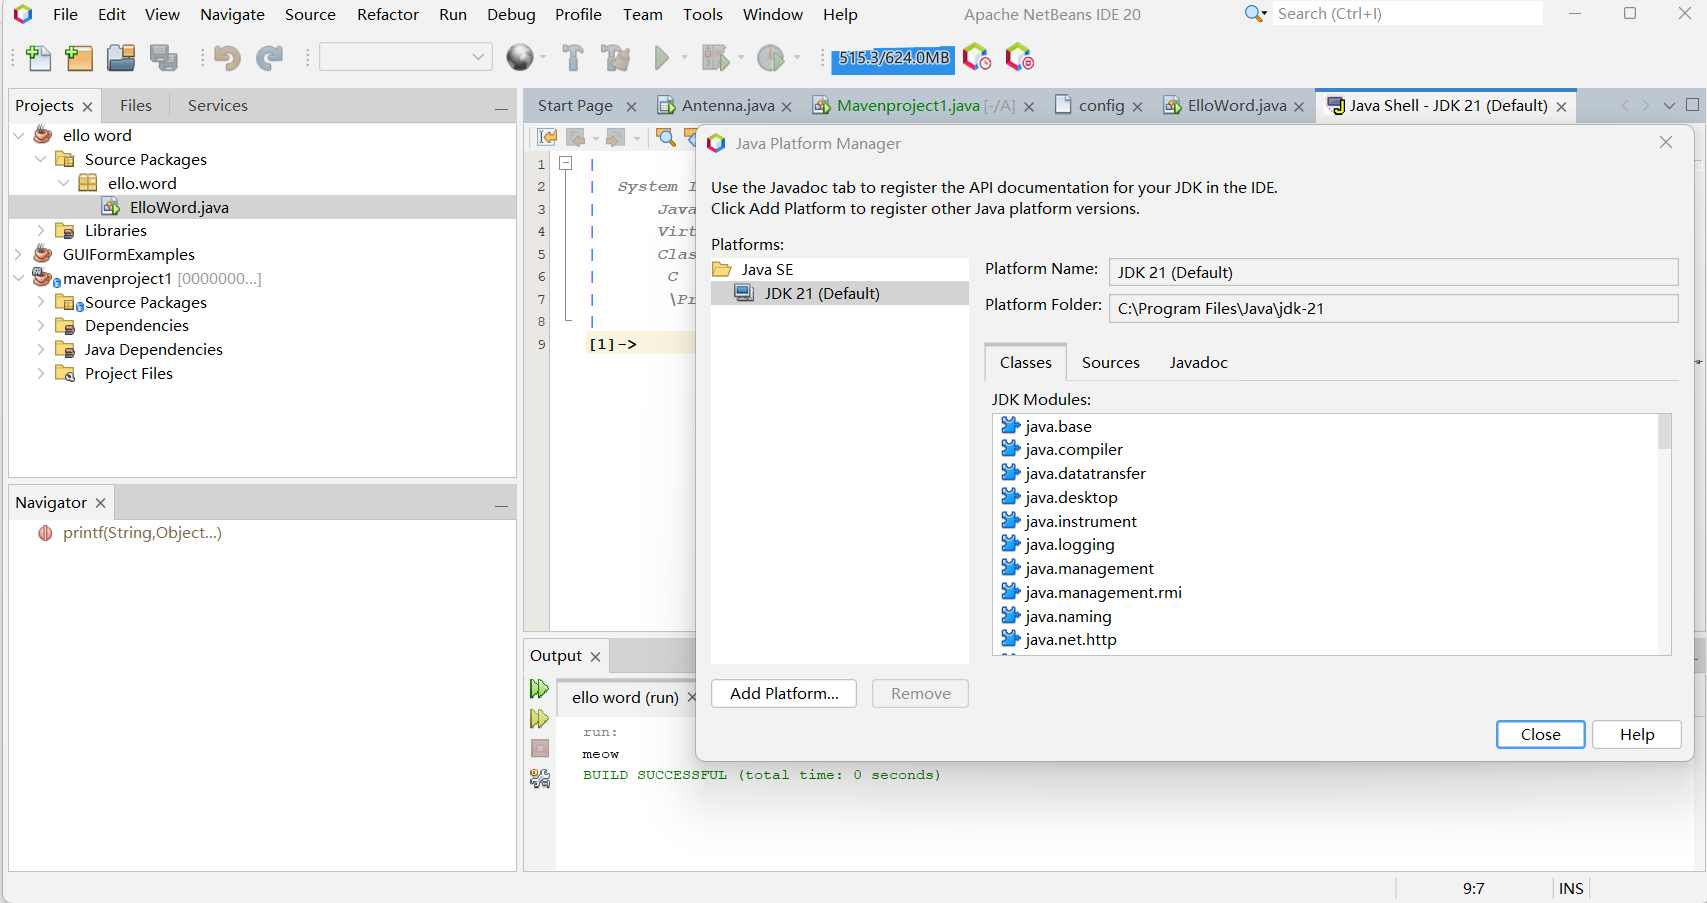 File Edit View Navigate Source Refactor Run Debug Profile Team Tools Window Help Apache NetBeans IDE 20 Search (Ctrl+I)
515.3/624.0MB
Projects Files Services
ello word
Source Packages
ello.word
ElloWord.java
Libraries
GUIFormExamples
mavenproject1 [0000000...]
Source Packages
Dependencies
Java Dependencies
Project Files
Navigator
printf(String,Object...)
Start Page Antenna.java Mavenproject1.java [-/A] config ElloWord.java Java Shell - JDK 21 (Default)
1 |
2 | System I
3 | Java
4 | Virt
5 | Clas
6 | C
7 | \Pr
8 |
9 [1]->
Java Platform Manager
Use the Javadoc tab to register the API documentation for your JDK in the IDE.
Click Add Platform to register other Java platform versions.
Platforms:
Java SE
JDK 21 (Default)
Platform Name: JDK 21 (Default)
Platform Folder: C:\Program Files\Java\jdk-21
Classes Sources Javadoc
JDK Modules:
java.base
java.compiler
java.datatransfer
java.desktop
java.instrument
java.logging
java.management
java.management.rmi
java.naming
java.net.http
Add Platform... Remove
Close Help
Output
ello word (run)
run:
meow
BUILD SUCCESSFUL (total time: 0 seconds)
9:7 INS